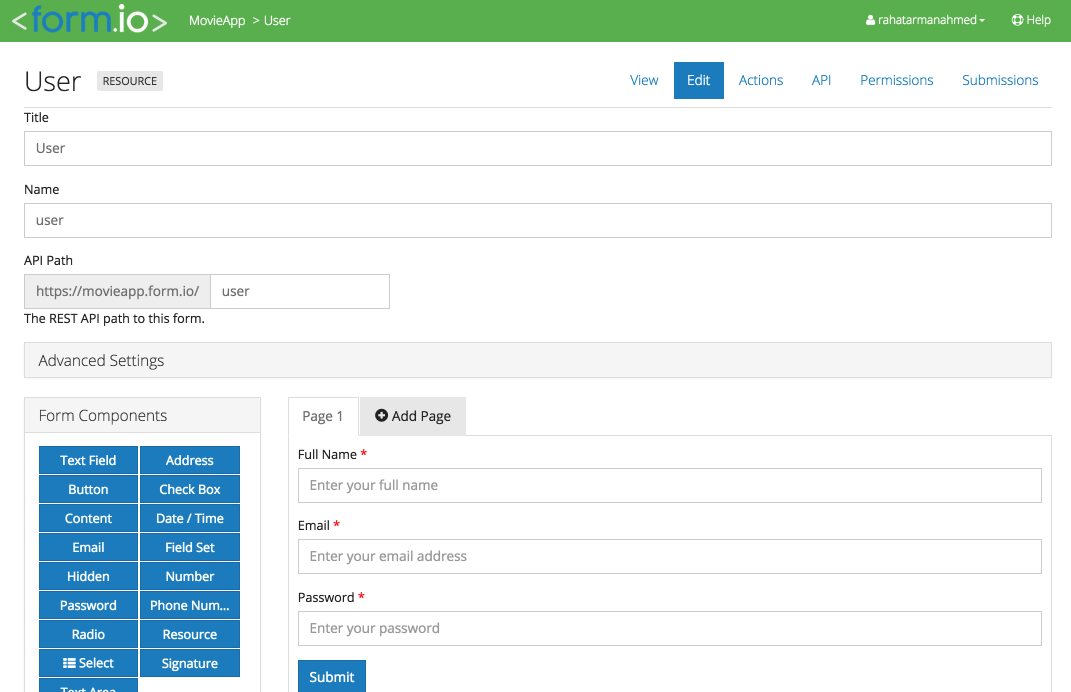 <form.io> MovieApp > User rahatarmanahmed Help
User RESOURCE View Edit Actions API Permissions Submissions
Title
User
Name
user
API Path
https://movieapp.form.io/ user
The REST API path to this form.
Advanced Settings
Form Components
Text Field Address
Button Check Box
Content Date / Time
Email Field Set
Hidden Number
Password Phone Num...
Radio Resource
Select Signature
Text Area
Page 1 Add Page
Full Name *
Enter your full name
Email *
Enter your email address
Password *
Enter your password
Submit